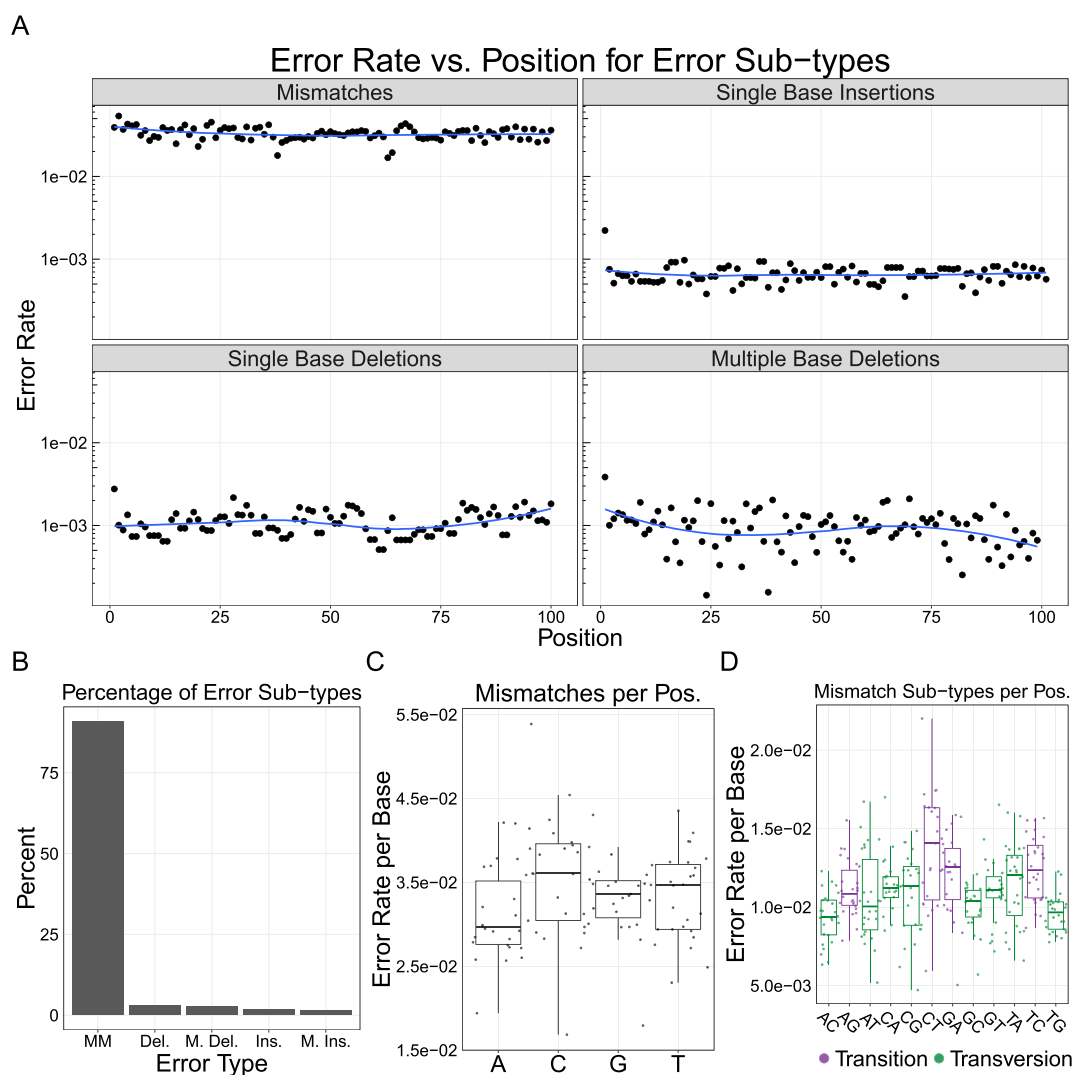 A
Error Rate vs. Position for Error Sub−types
Mismatches
Single Base Insertions
1e−02
1e−03
Single Base Deletions
Multiple Base Deletions
1e−02
1e−03
Error Rate
0 25 50 75 100
0 25 50 75 100
Position
B
Percentage of Error Sub−types
75
50
25
0
Percent
MM Del. M. Del. Ins. M. Ins.
Error Type
C
Mismatches per Pos.
5.5e−02
4.5e−02
3.5e−02
2.5e−02
1.5e−02
Error Rate per Base
A C G T
D
Mismatch Sub−types per Pos.
2.0e−02
1.5e−02
1.0e−02
5.0e−03
Error Rate per Base
AC AG AT CA CG CT GA GC GT TA TC TG
Transition Transversion